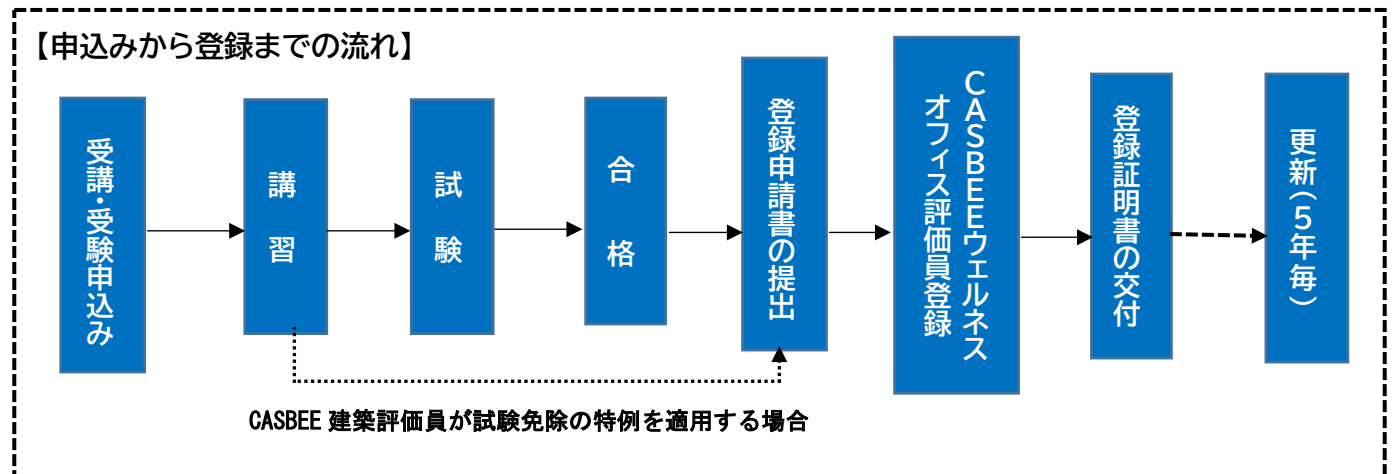 【申込みから登録までの流れ】
受講・受験申込み
講習
試験
合格
登録申請書の提出
CASBEEウェルネス
オフィス評価員登録
登録証明書の交付
更新(5年毎)
CASBEE 建築評価員が試験免除の特例を適用する場合